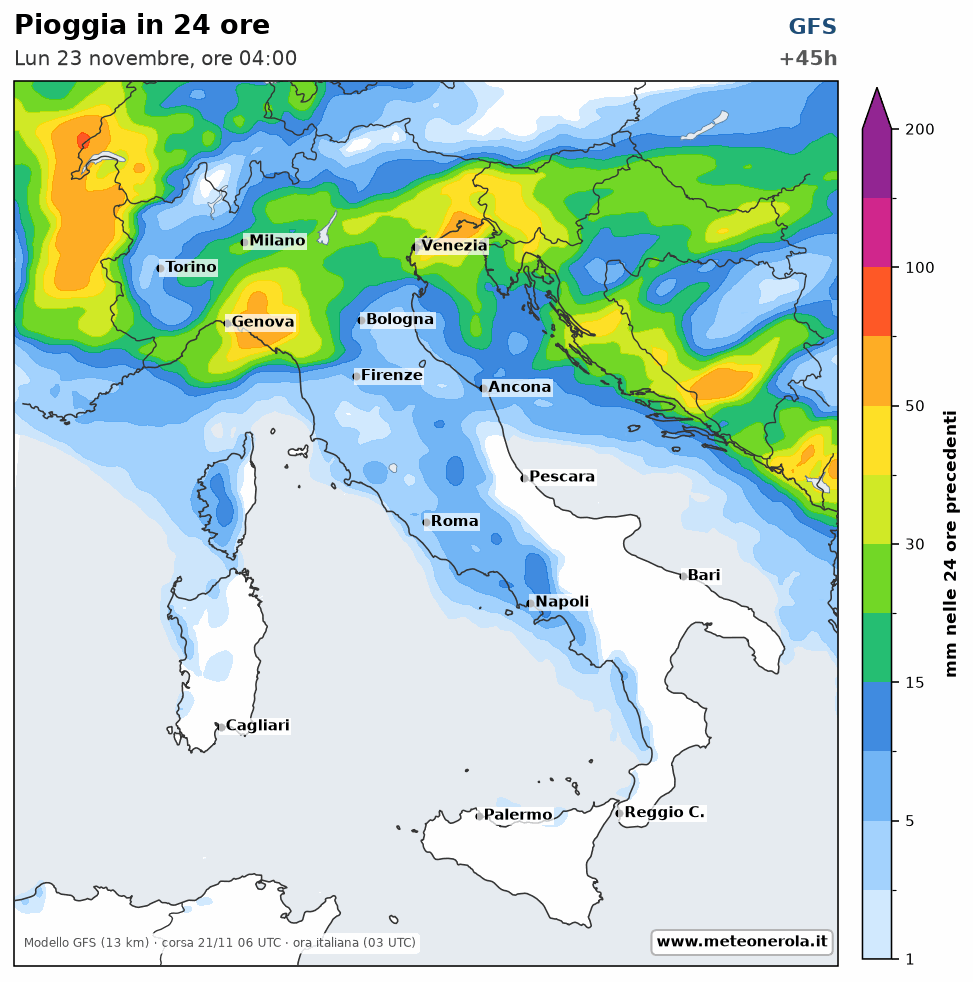 Pioggia in 24 ore
GFS
Lun 23 novembre, ore 04:00
+45h
200
100
50
30
15
5
1
mm nelle 24 ore precedenti
Milano
Venezia
Torino
Genova
Bologna
Firenze
Ancona
Pescara
Roma
Bari
Napoli
Cagliari
Palermo
Reggio C.
Modello GFS (13 km) · corsa 21/11 06 UTC · ora italiana (03 UTC)
www.meteonerola.it